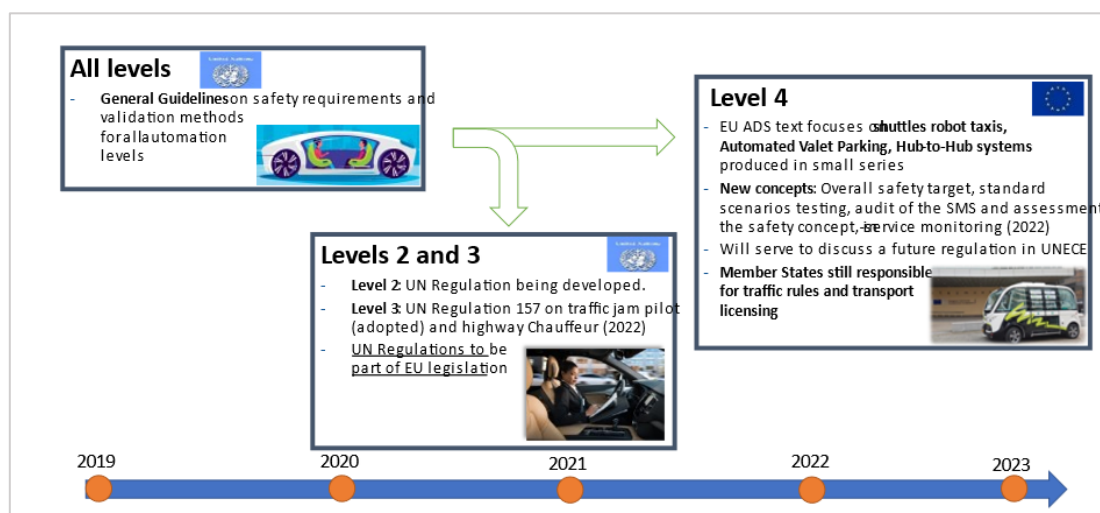 All levels
- General Guidelines on safety requirements and
validation methods
forallautomation
levels
Level 4
- EU ADS text focuses on shuttles robot taxis,
Automated Valet Parking, Hub-to-Hub systems
produced in small series
- New concepts: Overall safety target, standard
scenarios testing, audit of the SMS and assessment
the safety concept, in-service monitoring (2022)
- Will serve to discuss a future regulation in UNECE
- Member States still responsible
for traffic rules and transport
licensing
Levels 2 and 3
- Level 2: UN Regulation being developed.
- Level 3: UN Regulation 157 on traffic jam pilot
(adopted) and highway Chauffeur (2022)
- UN Regulations to be
part of EU legislation
2019
2020
2021
2022
2023